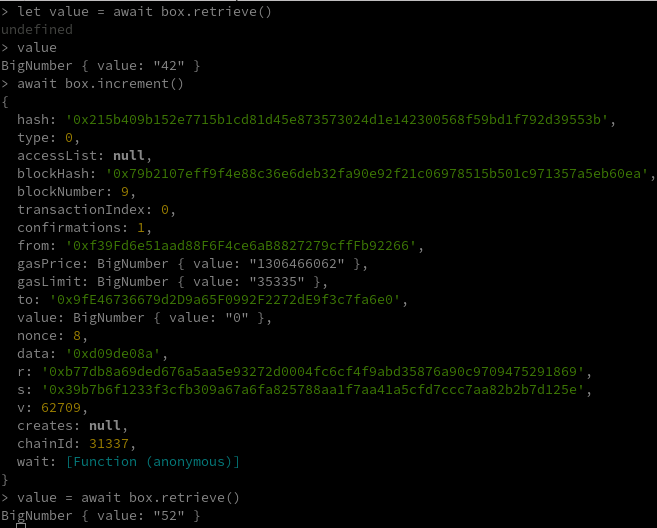 > let value = await box.retrieve()
undefined
> value
BigNumber { value: "42" }
> await box.increment()
{
  hash: '0x215b409b152e7715b1cd81d45e873573024d1e142300568f59bd1f792d39553b',
  type: 0,
  accessList: null,
  blockHash: '0x79b2107eff9f4e88c36e6deb32fa90e92f21c06978515b501c971357a5eb60ea',
  blockNumber: 9,
  transactionIndex: 0,
  confirmations: 1,
  from: '0xf39Fd6e51aad88F6F4ce6aB8827279cffFb92266',
  gasPrice: BigNumber { value: "1306466062" },
  gasLimit: BigNumber { value: "35335" },
  to: '0x9fE46736679d2D9a65F0992F2272dE9f3c7fa6e0',
  value: BigNumber { value: "0" },
  nonce: 8,
  data: '0xd09de08a',
  r: '0xb77db8a69ded676a5aa5e93272d0004fc6cf4f9abd35876a90c9709475291869',
  s: '0x39b7b6f1233f3cfb309a67a6fa825788aa1f7aa41a5cfd7ccc7aa82b2b7d125e',
  v: 62709,
  creates: null,
  chainId: 31337,
  wait: [Function (anonymous)]
}
> value = await box.retrieve()
BigNumber { value: "52" }